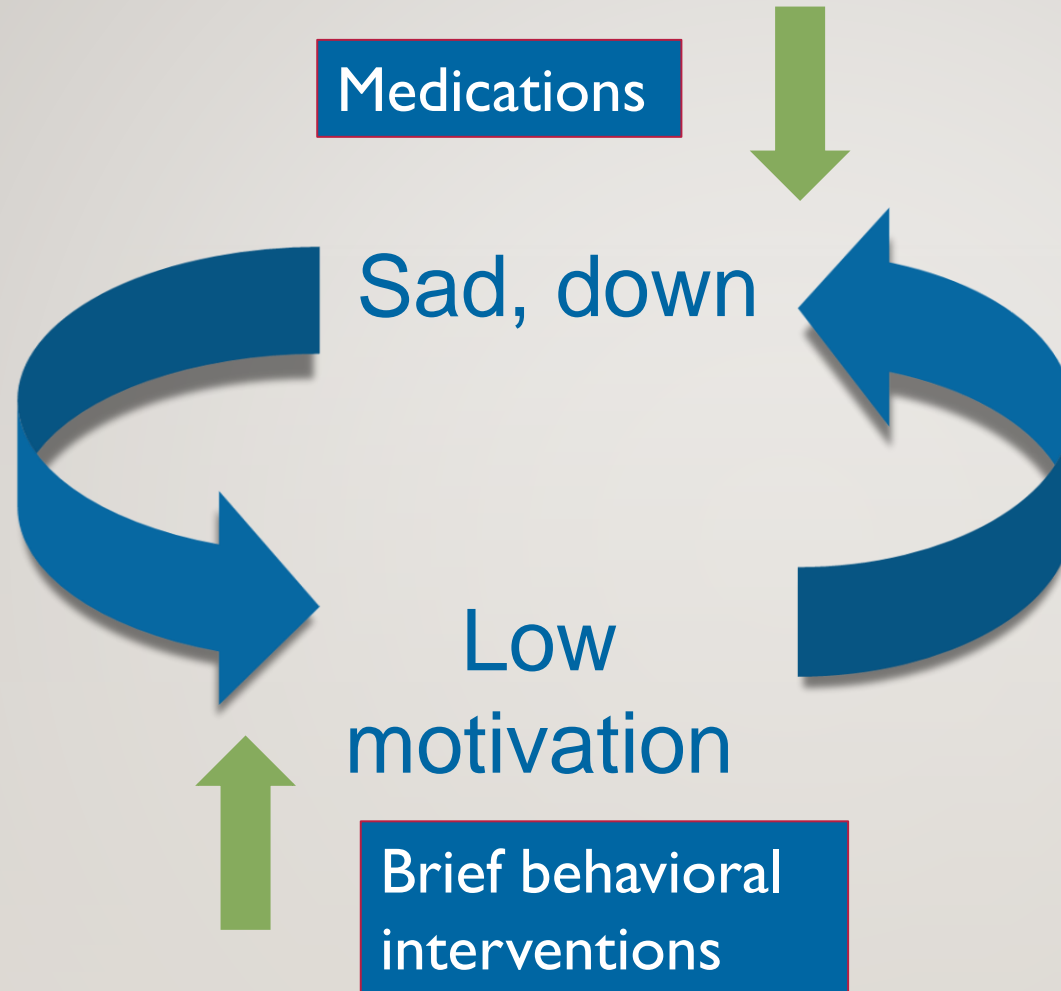 Medications
Sad, down
Low
motivation
Brief behavioral
interventions